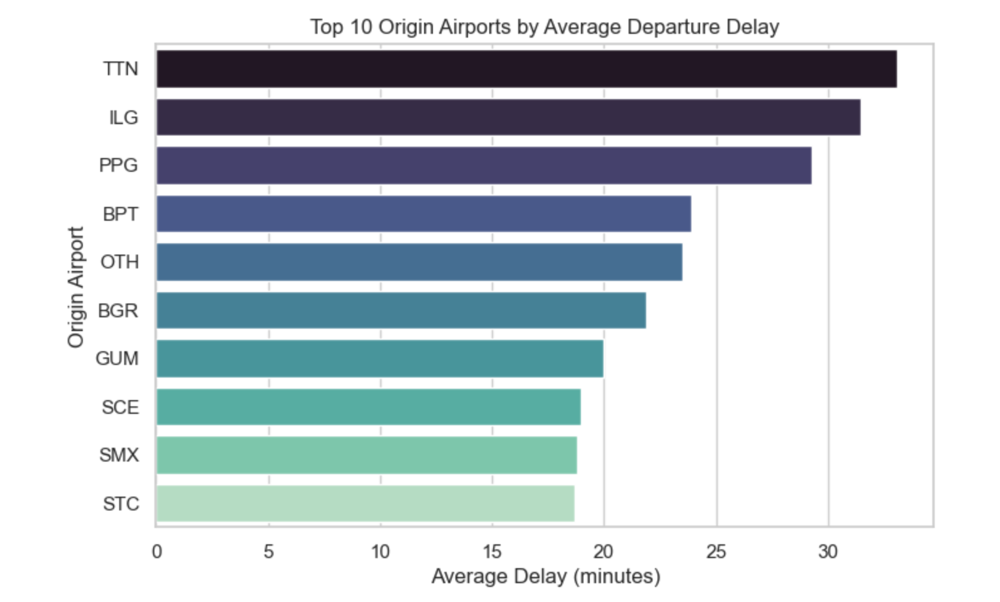 Top 10 Origin Airports by Average Departure Delay
Origin Airport
TTN
ILG
PPG
BPT
OTH
BGR
GUM
SCE
SMX
STC
0 5 10 15 20 25 30
Average Delay (minutes)